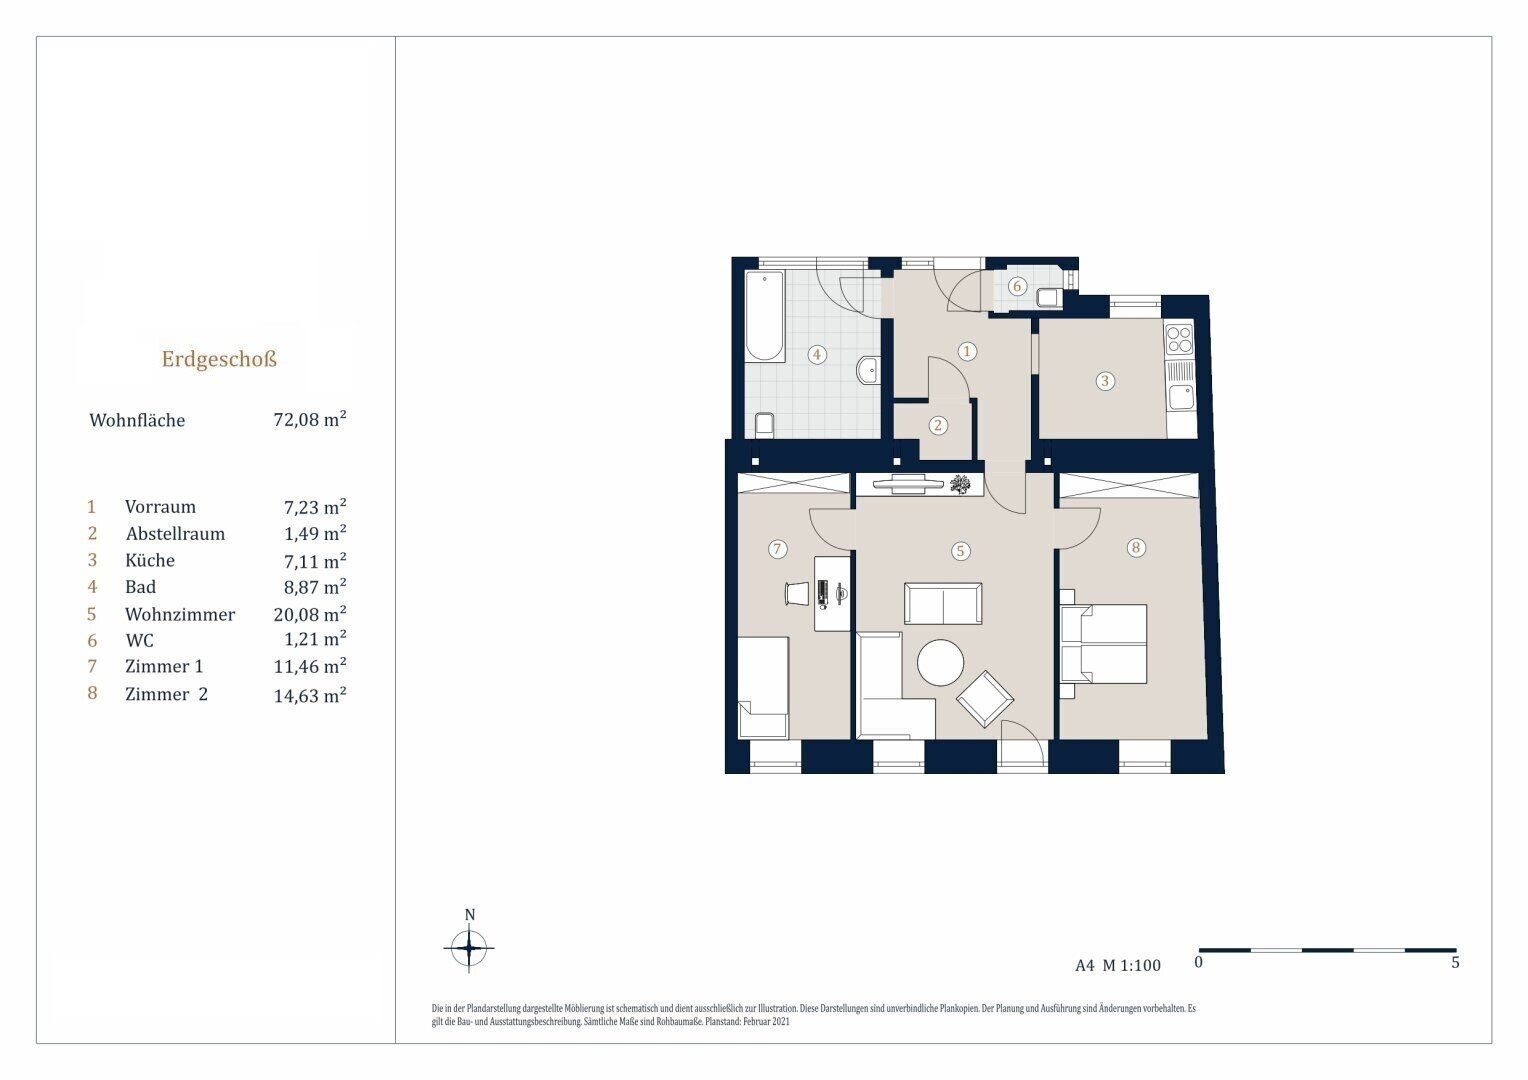 Erdgeschoß
Wohnfläche 72,08 m²
1 Vorraum 7,23 m²
2 Abstellraum 1,49 m²
3 Küche 7,11 m²
4 Bad 8,87 m²
5 Wohnzimmer 20,08 m²
6 WC 1,21 m²
7 Zimmer 1 11,46 m²
8 Zimmer 2 14,63 m²
6
1
4
3
2
7
5
8
N
A4 M 1:100
0 5
Die in der Plandarstellung dargestellte Möblierung ist schematisch und dient ausschließlich zur Illustration. Diese Darstellungen sind unverbindliche Plankopien. Der Planung und Ausführung sind Änderungen vorbehalten. Es
gilt die Bau- und Ausstattungsbeschreibung. Sämtliche Maße sind Rohbaumaße. Planstand: Februar 2021